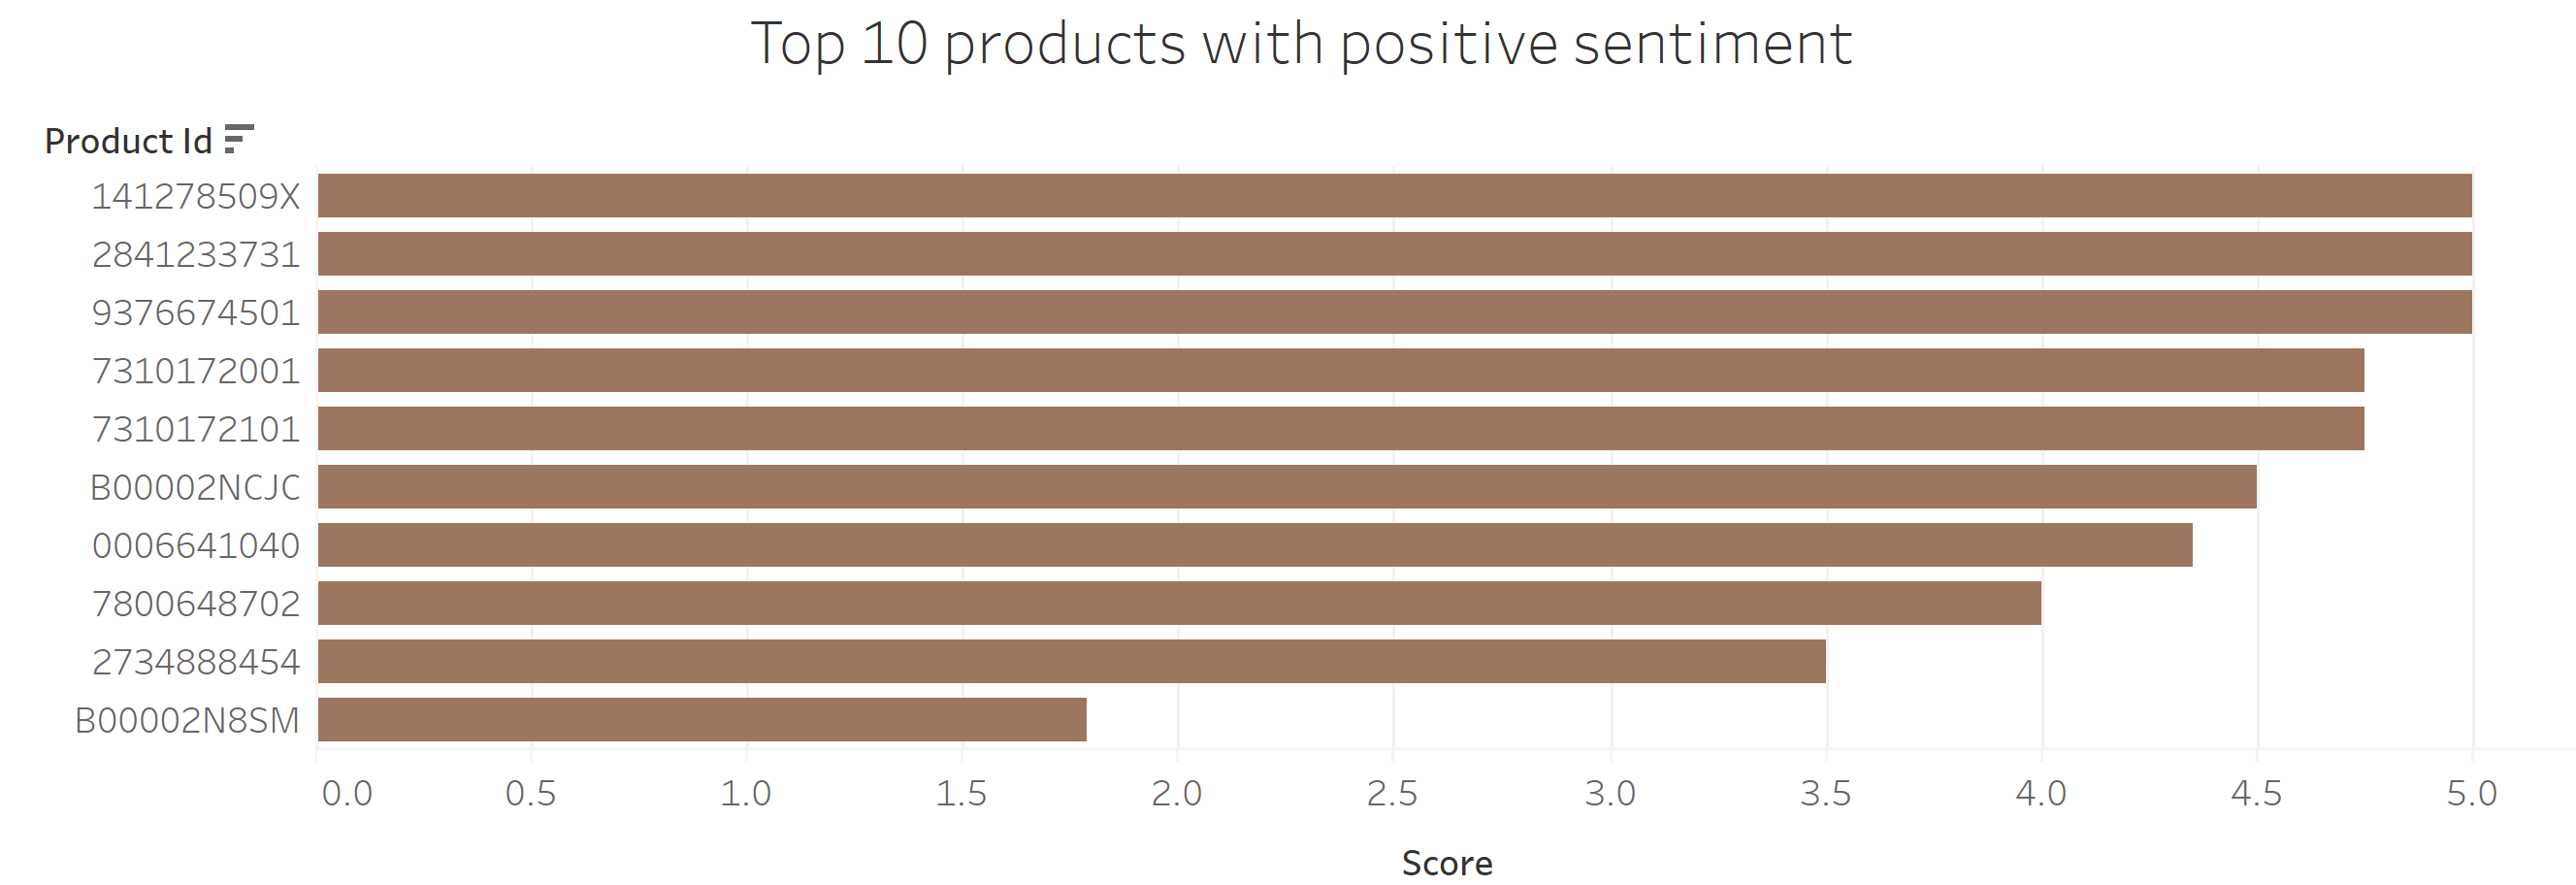 Top 10 products with positive sentiment
Product Id
141278509X
2841233731
9376674501
7310172001
7310172101
B00002NCJC
0006641040
7800648702
2734888454
B00002N8SM
0.0 0.5 1.0 1.5 2.0 2.5 3.0 3.5 4.0 4.5 5.0
Score